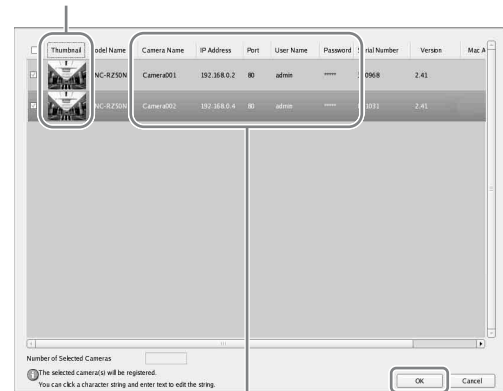 Thumbnail odel Name Camera Name IP Address Port User Name Password rial Number Version Mac A
NC-RZ50N Camera001 192.168.0.2 80 admin ***** 0968 2.41
NC-RZ50N Camera002 192.168.0.4 80 admin ***** 1031 2.41
Number of Selected Cameras
The selected camera(s) will be registered.
You can click a character string and enter text to edit the string.
OK Cancel